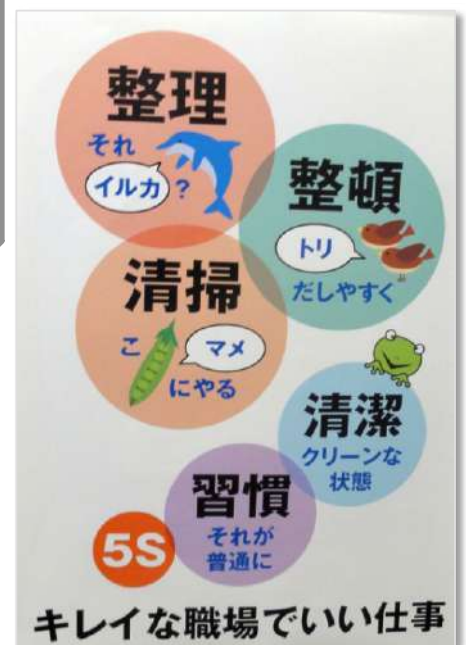 整理
それ
イルカ?
整頓
トリ
だしやすく
清掃
こ マメ
にやる
清潔
クリーンな
状態
習慣
それが
普通に
5S
キレイな職場でいい仕事